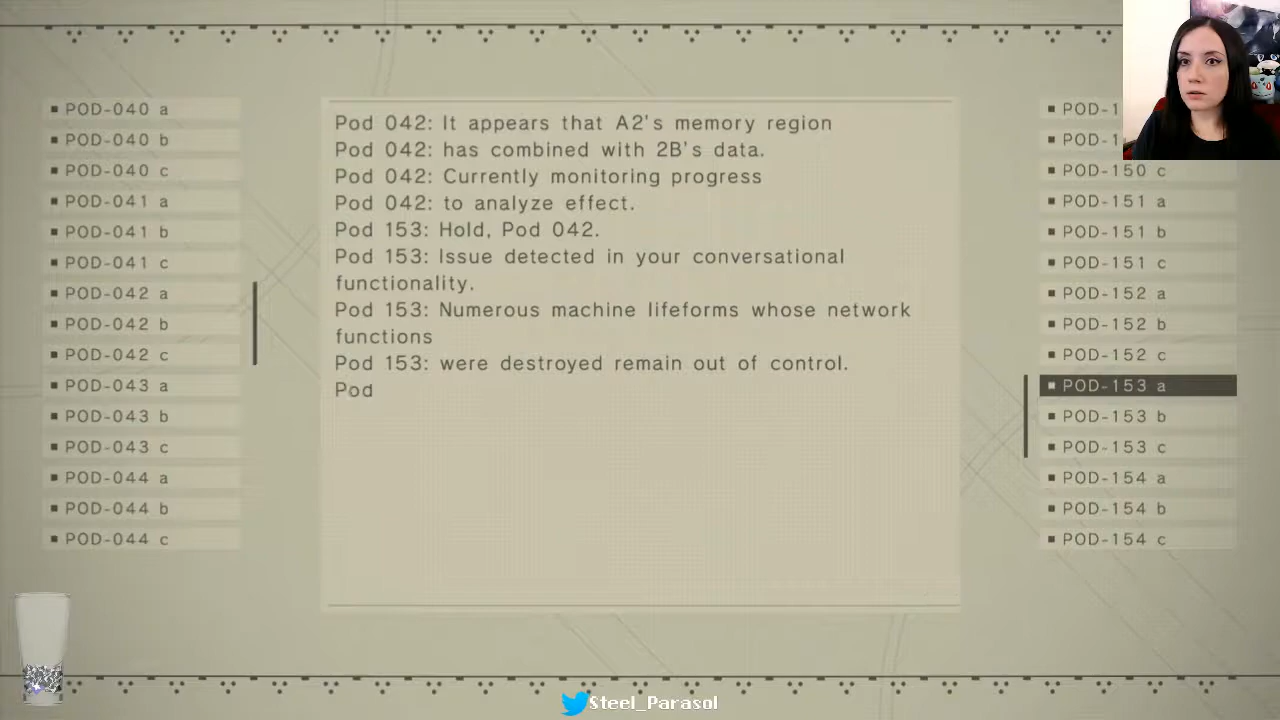 POD-040 a
POD-040 b
POD-040 c
POD-041 a
POD-041 b
POD-041 c
POD-042 a
POD-042 b
POD-042 c
POD-043 a
POD-043 b
POD-043 c
POD-044 a
POD-044 b
POD-044 c
Pod 042: It appears that A2's memory region
Pod 042: has combined with 2B's data.
Pod 042: Currently monitoring progress
Pod 042: to analyze effect.
Pod 153: Hold, Pod 042.
Pod 153: Issue detected in your conversational
functionality.
Pod 153: Numerous machine lifeforms whose network
functions
Pod 153: were destroyed remain out of control.
Pod
POD-1
POD-1
POD-150 c
POD-151 a
POD-151 b
POD-151 c
POD-152 a
POD-152 b
POD-152 c
POD-153 a
POD-153 b
POD-153 c
POD-154 a
POD-154 b
POD-154 c
Steel_Parasol